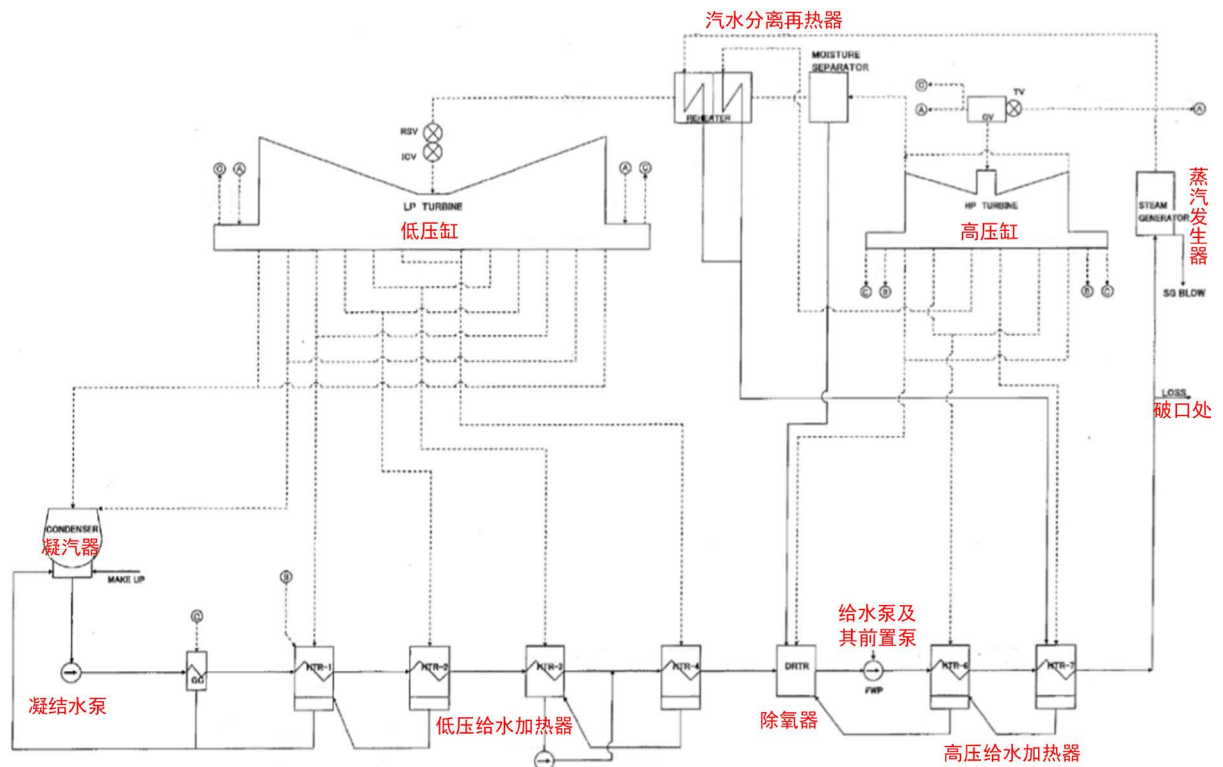 汽水分离再热器
MOISTURE
SEPARATOR
REHEATER
C
TV
A
GV
A
RSV
ICV
C
A
A
C
LP TURBINE
低压缸
HP TURBINE
高压缸
STEAM
GENERATOR
蒸汽发生器
C
B
B
C
SG BLOW
LOSS
破口处
CONDENSER
凝汽器
MAKE UP
B
C
给水泵及
其前置泵
GC
HTR-1
HTR-2
HTR-3
HTR-4
DRTR
FWP
HTR-6
HTR-7
凝结水泵
低压给水加热器
除氧器
高压给水加热器